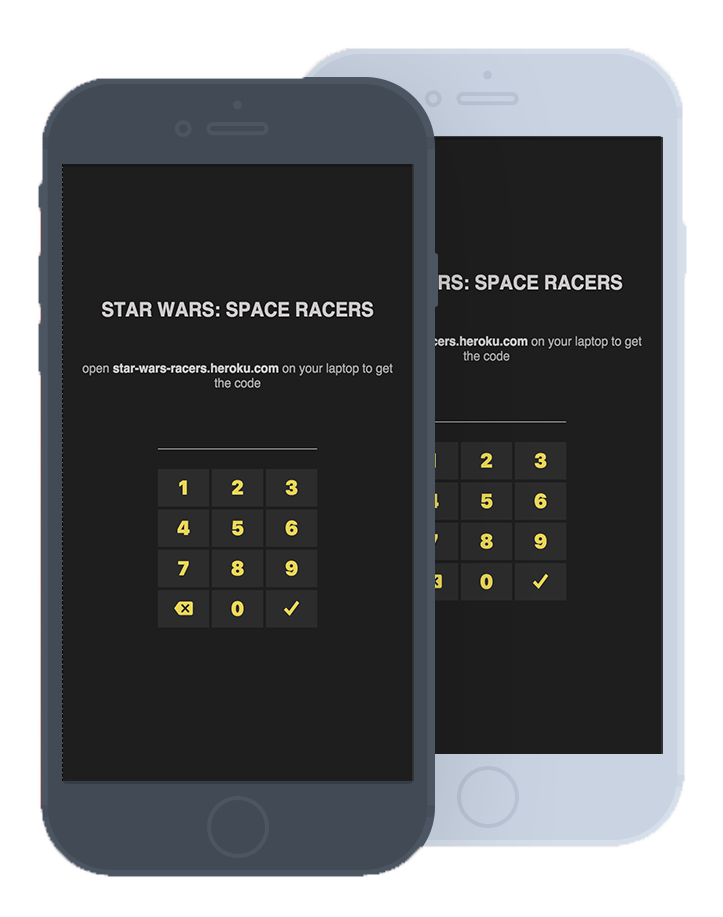 STAR WARS: SPACE RACERS
open star-wars-racers.heroku.com on your laptop to get
the code
1 2 3
4 5 6
7 8 9
0
RS: SPACE RACERS
cers.heroku.com on your laptop to get
the code
2 3
5 6
8 9
0